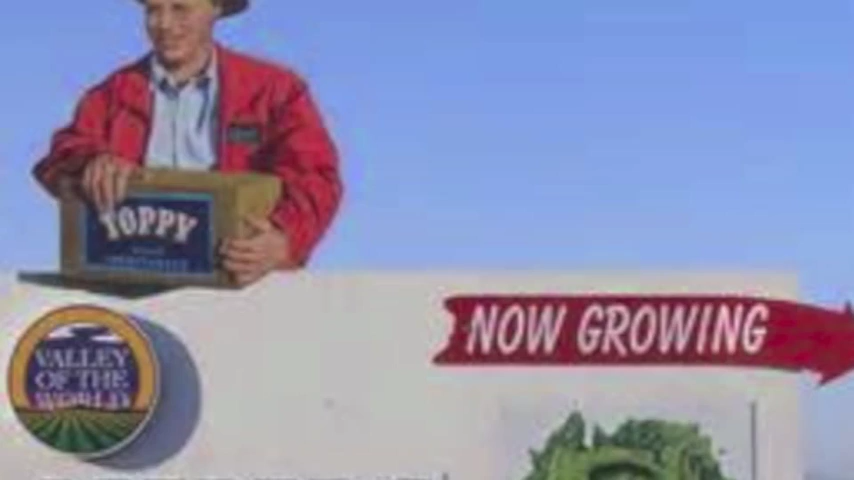 TOPPY
NOW GROWING
VALLEY
OF THE
WORLD